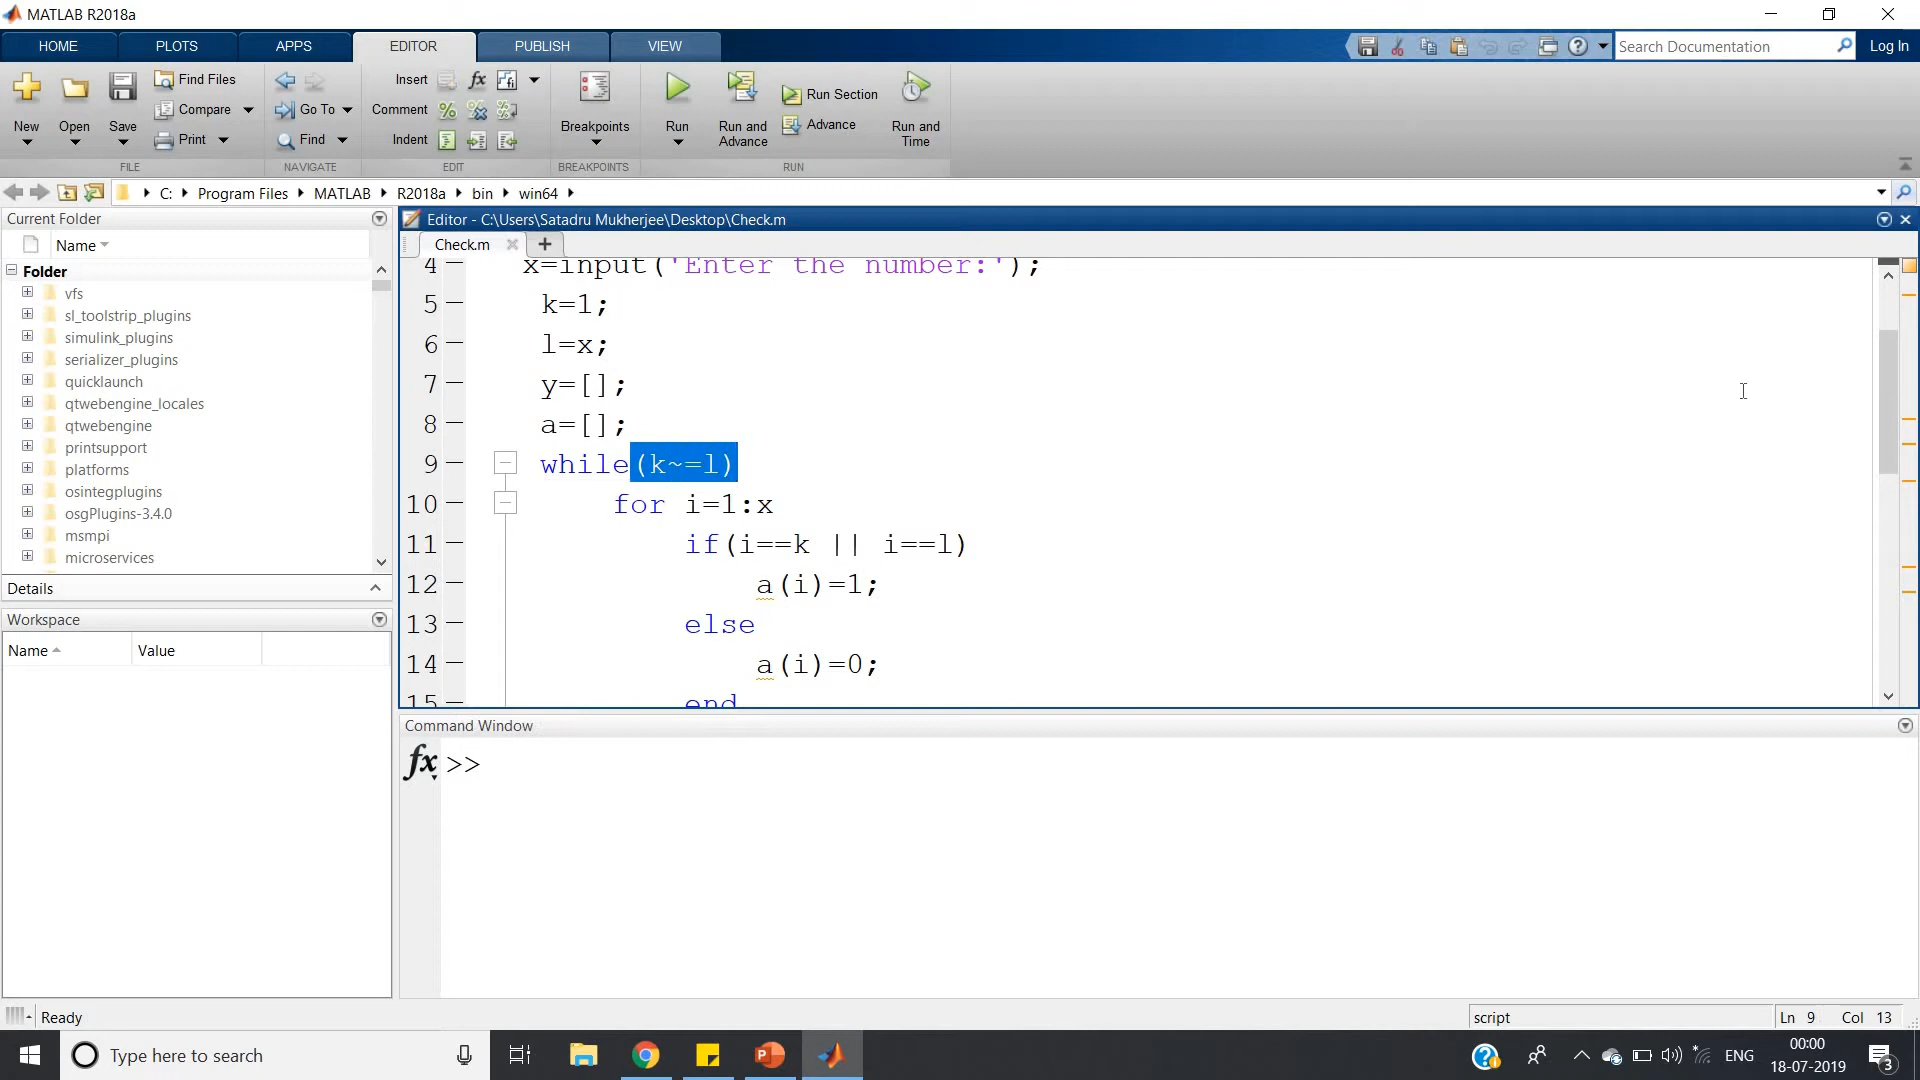 MATLAB R2018a
HOME PLOTS APPS EDITOR PUBLISH VIEW
Search Documentation Log In
New Open Save
Find Files
Compare
Print
FILE
Go To
Find
NAVIGATE
Insert fx
Comment
Indent
EDIT
Breakpoints
BREAKPOINTS
Run
Run and Advance
Run Section
Advance
Run and Time
RUN
C: Program Files MATLAB R2018a bin win64
Current Folder
Name
Folder
vfs
sl_toolstrip_plugins
simulink_plugins
serializer_plugins
quicklaunch
qtwebengine_locales
qtwebengine
printsupport
platforms
osintegplugins
osgPlugins-3.4.0
msmpi
microservices
Details
Workspace
Name Value
Editor - C:\Users\Satadru Mukherjee\Desktop\Check.m
Check.m
4 x=input('Enter the number:');
5 k=1;
6 l=x;
7 y=[];
8 a=[];
9 while(k~=l)
10 for i=1:x
11 if(i==k || i==l)
12 a(i)=1;
13 else
14 a(i)=0;
15 end
Command Window
fx >>
Ready
script Ln 9 Col 13
Type here to search
ENG
00:00
18-07-2019
3